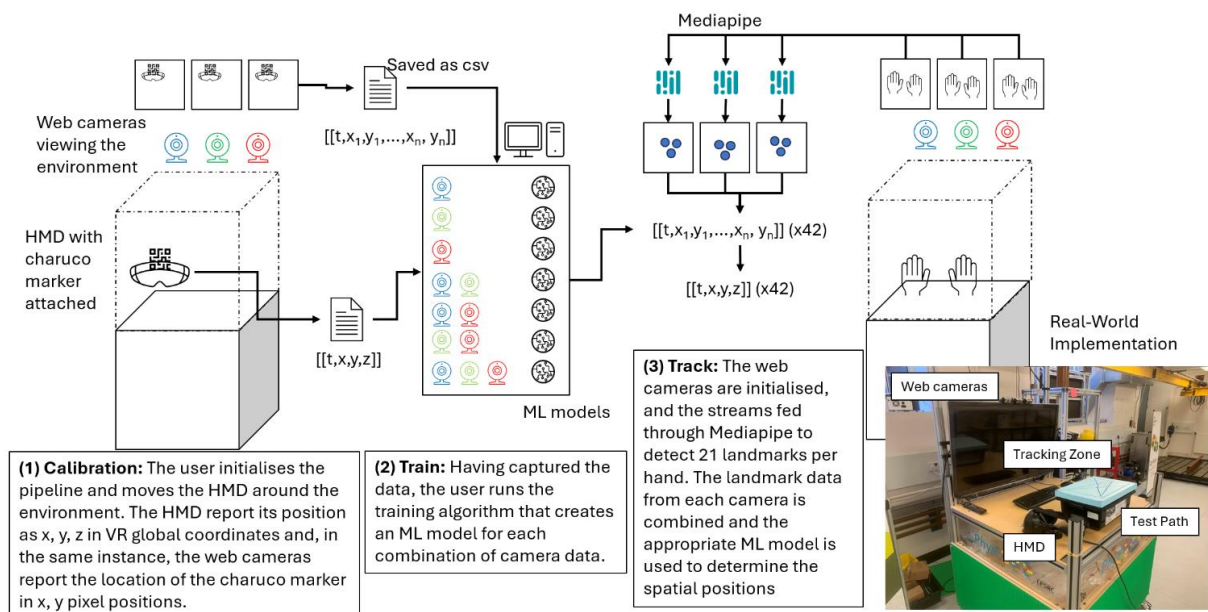 Mediapipe
Saved as csv
Web cameras
viewing the
environment
[[t,x₁,y₁,...,xₙ, yₙ]]
HMD with
charuco
marker
attached
[[t,x,y,z]]
ML models
[[t,x₁,y₁,...,xₙ, yₙ]] (x42)
[[t,x,y,z]] (x42)
(1) Calibration: The user initialises the
pipeline and moves the HMD around the
environment. The HMD report its position
as x, y, z in VR global coordinates and, in
the same instance, the web cameras
report the location of the charuco marker
in x, y pixel positions.
(2) Train: Having captured the
data, the user runs the
training algorithm that creates
an ML model for each
combination of camera data.
(3) Track: The web
cameras are initialised,
and the streams fed
through Mediapipe to
detect 21 landmarks per
hand. The landmark data
from each camera is
combined and the
appropriate ML model is
used to determine the
spatial positions
Real-World
Implementation
Web cameras
Tracking Zone
Test Path
HMD